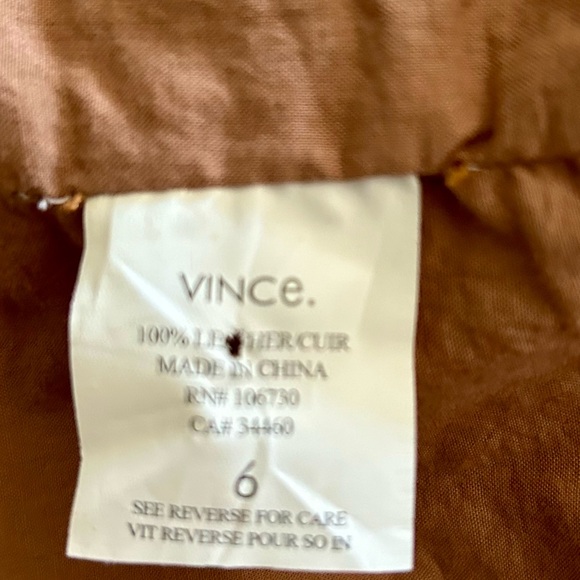 VINCe.
100% LEATHER/CUIR
MADE IN CHINA
RN# 106730
CA# 34460
6
SEE REVERSE FOR CARE
VIT REVERSE POUR SO IN